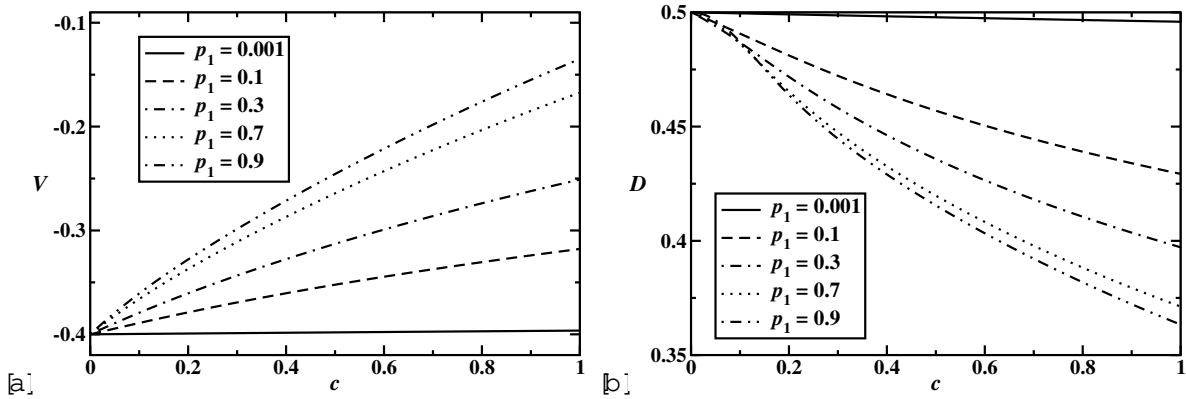 -0.1
-0.2
V
-0.3
-0.4
p1 = 0.001
p1 = 0.1
p1 = 0.3
p1 = 0.7
p1 = 0.9
0 0.2 0.4 0.6 0.8 1
c
[a]
0.5
0.45
D
0.4
0.35
p1 = 0.001
p1 = 0.1
p1 = 0.3
p1 = 0.7
p1 = 0.9
0 0.2 0.4 0.6 0.8 1
c
[b]